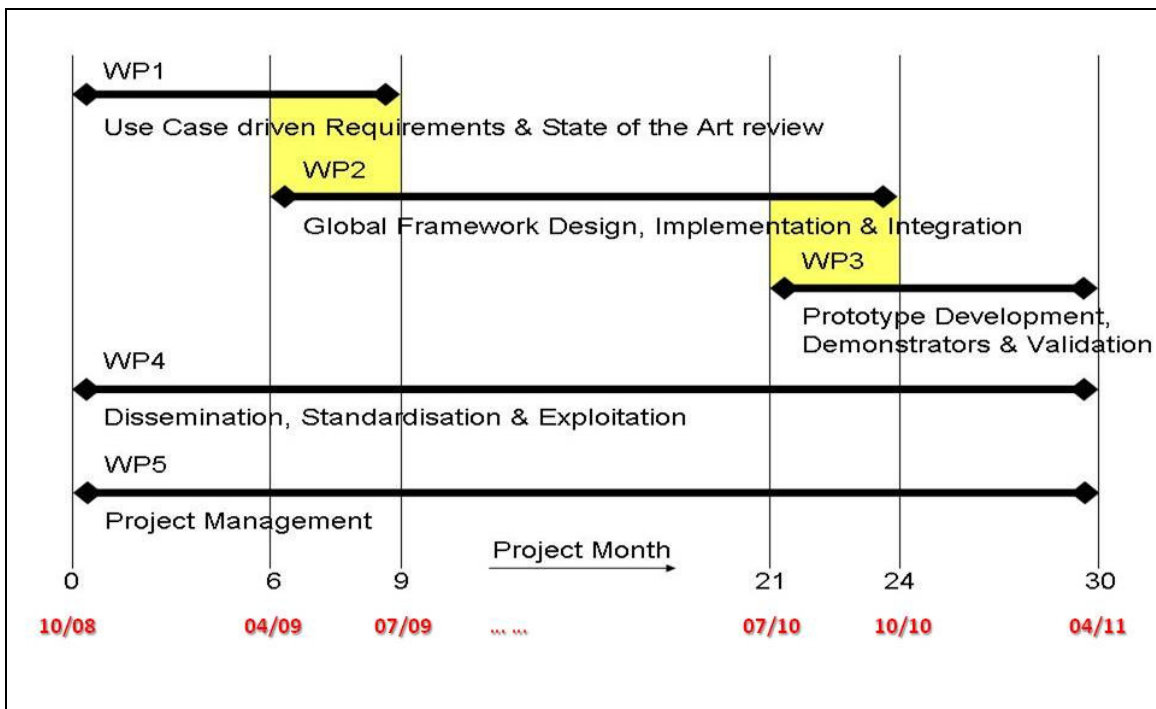 WP1
Use Case driven Requirements & State of the Art review
WP2
Global Framework Design, Implementation & Integration
WP3
Prototype Development,
Demonstrators & Validation
WP4
Dissemination, Standardisation & Exploitation
WP5
Project Management
Project Month
0 6 9 21 24 30
10/08 04/09 07/09 ... ... 07/10 10/10 04/11